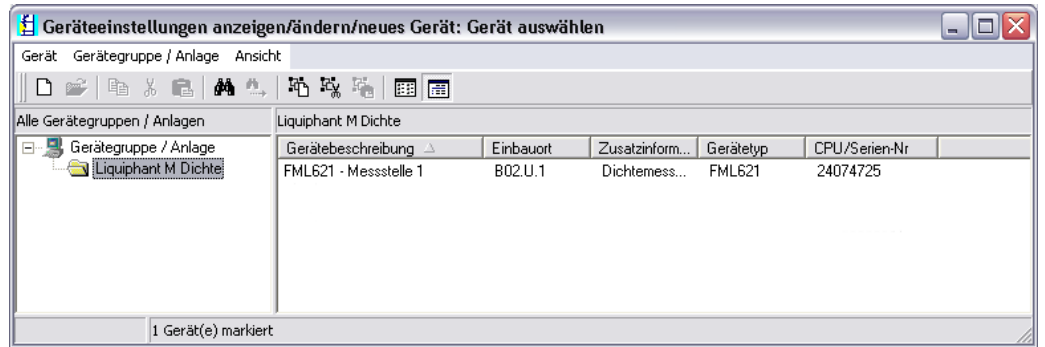 Geräteeinstellungen anzeigen/ändern/neues Gerät: Gerät auswählen
Gerät Gerätegruppe / Anlage Ansicht
Alle Gerätegruppen / Anlagen
Liquiphant M Dichte
Gerätegruppe / Anlage
Liquiphant M Dichte
Gerätebeschreibung Einbauort Zusatzinform... Gerätetyp CPU/Serien-Nr
FML621 - Messstelle 1 B02.U.1 Dichtemess... FML621 24074725
1 Gerät(e) markiert